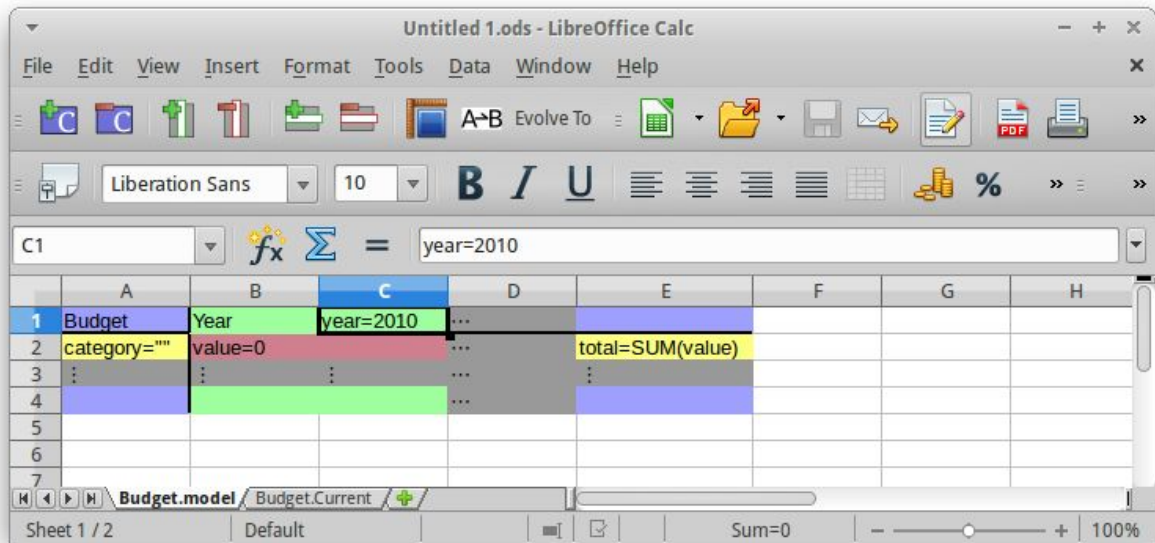 Untitled 1.ods - LibreOffice Calc
File Edit View Insert Format Tools Data Window Help
C C A→B Evolve To PDF »
Liberation Sans 10 B I U % » »
C1 fx Σ = year=2010
A B C D E F G H
1 Budget Year year=2010 ...
2 category="" value=0 ... total=SUM(value)
3 ⋮ ⋮ ⋮ ... ⋮
4 ...
5
6
7
Budget.model Budget.Current
Sheet 1 / 2 Default Sum=0 100%